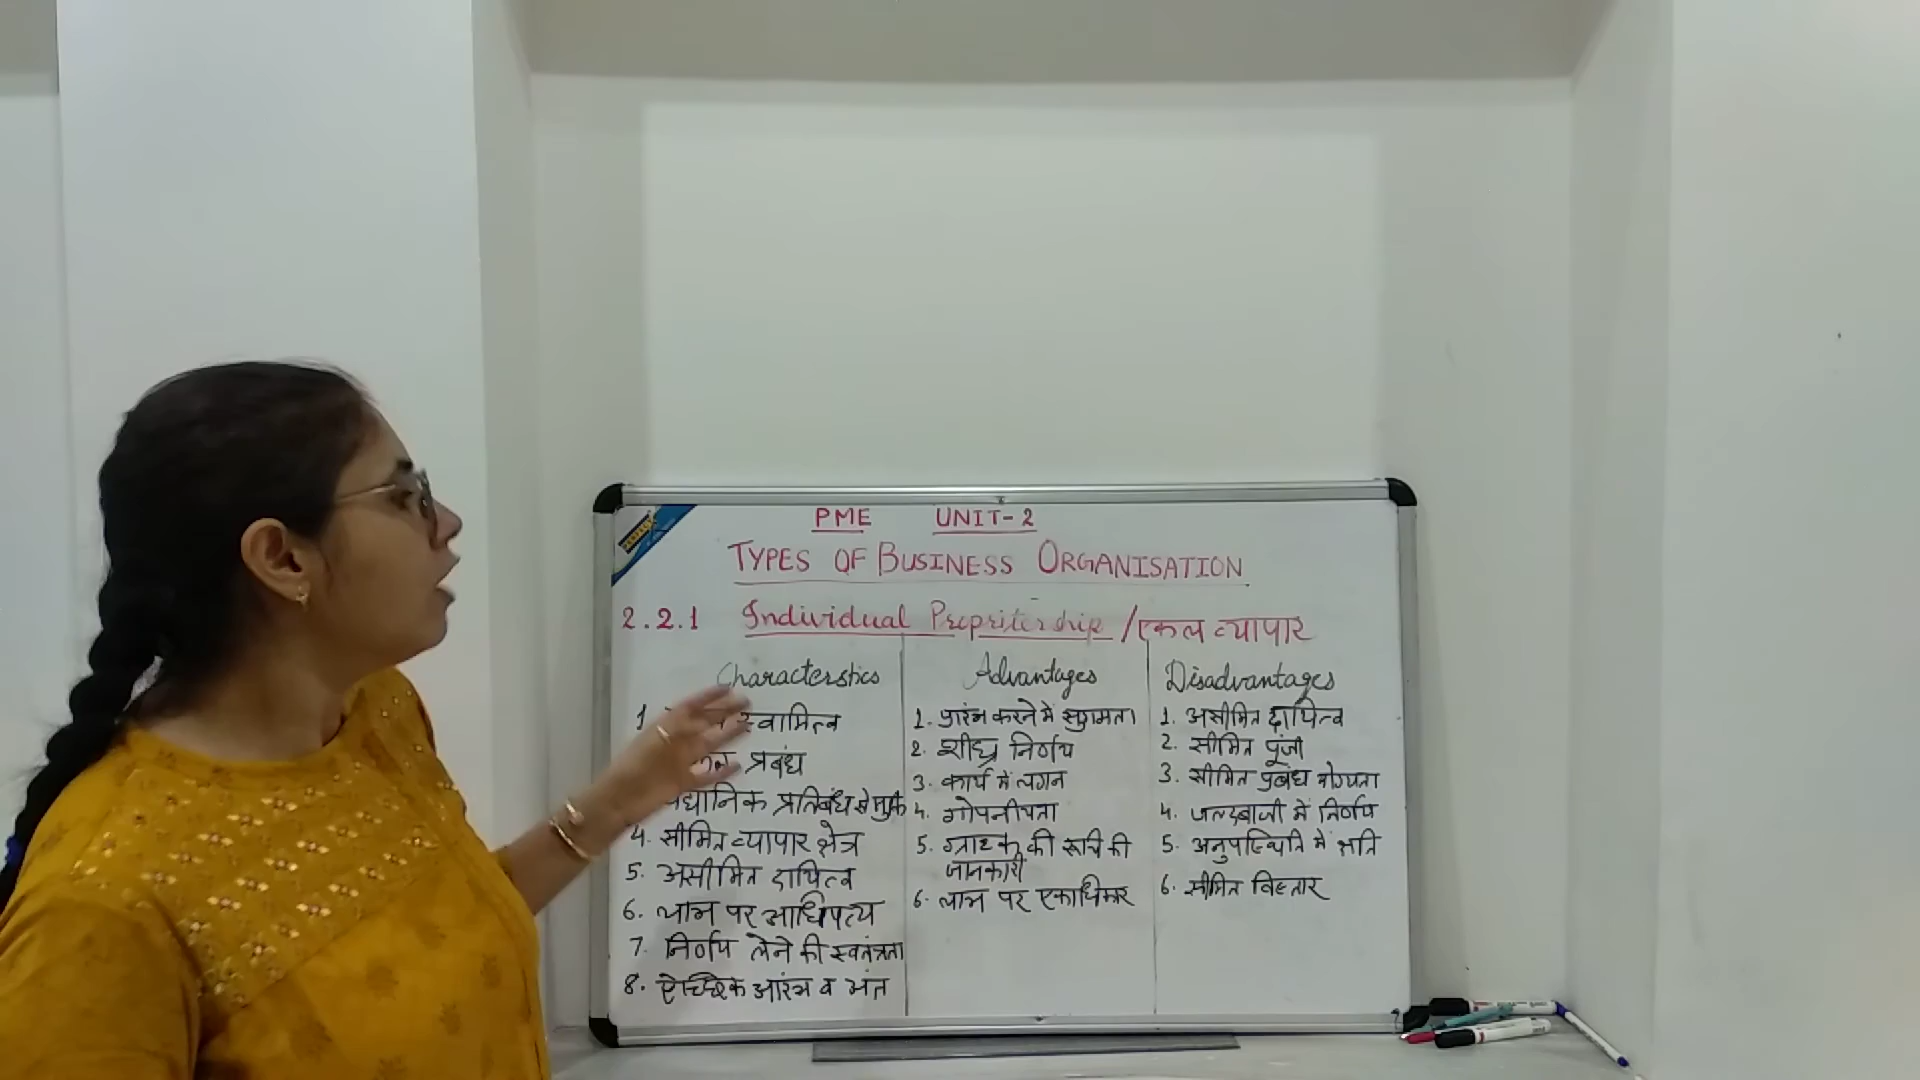 PME UNIT-2
TYPES OF BUSINESS ORGANISATION
2.2.1 Individual Propritership / एकल व्यापार
Characterstics
1 स्वामित्व
प्रबंध
प्रतिबंध से मुक्ति
4. सीमित व्यापार क्षेत्र
5. असीमित दायित्व
6. लाभ पर आधिपत्य
7. निर्णय लेने की स्वतंत्रता
8. ऐच्छिक आरंभ व अंत
Advantages
1. प्रारंभ करने में सुगमता
2. शीघ्र निर्णय
3. कार्य में लगन
4. गोपनीयता
5. ग्राहक की रूचि की
जानकारी
6. लाभ पर एकाधिकार
Disadvantages
1. असीमित दायित्व
2. सीमित पूंजी
3. सीमित प्रबंध योग्यता
4. जल्दबाजी में निर्णय
5. अनुपस्थिति में क्षति
6. सीमित विस्तार